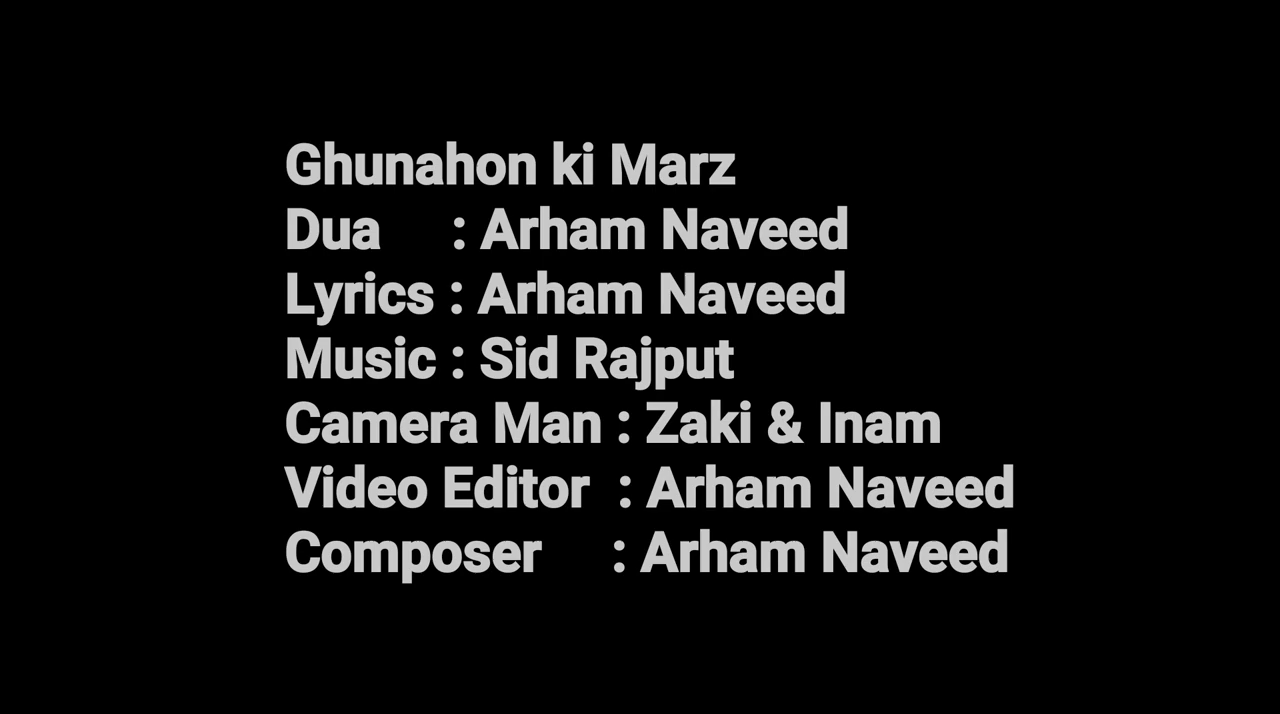 Ghunahon ki Marz
Dua : Arham Naveed
Lyrics : Arham Naveed
Music : Sid Rajput
Camera Man : Zaki & Inam
Video Editor : Arham Naveed
Composer : Arham Naveed